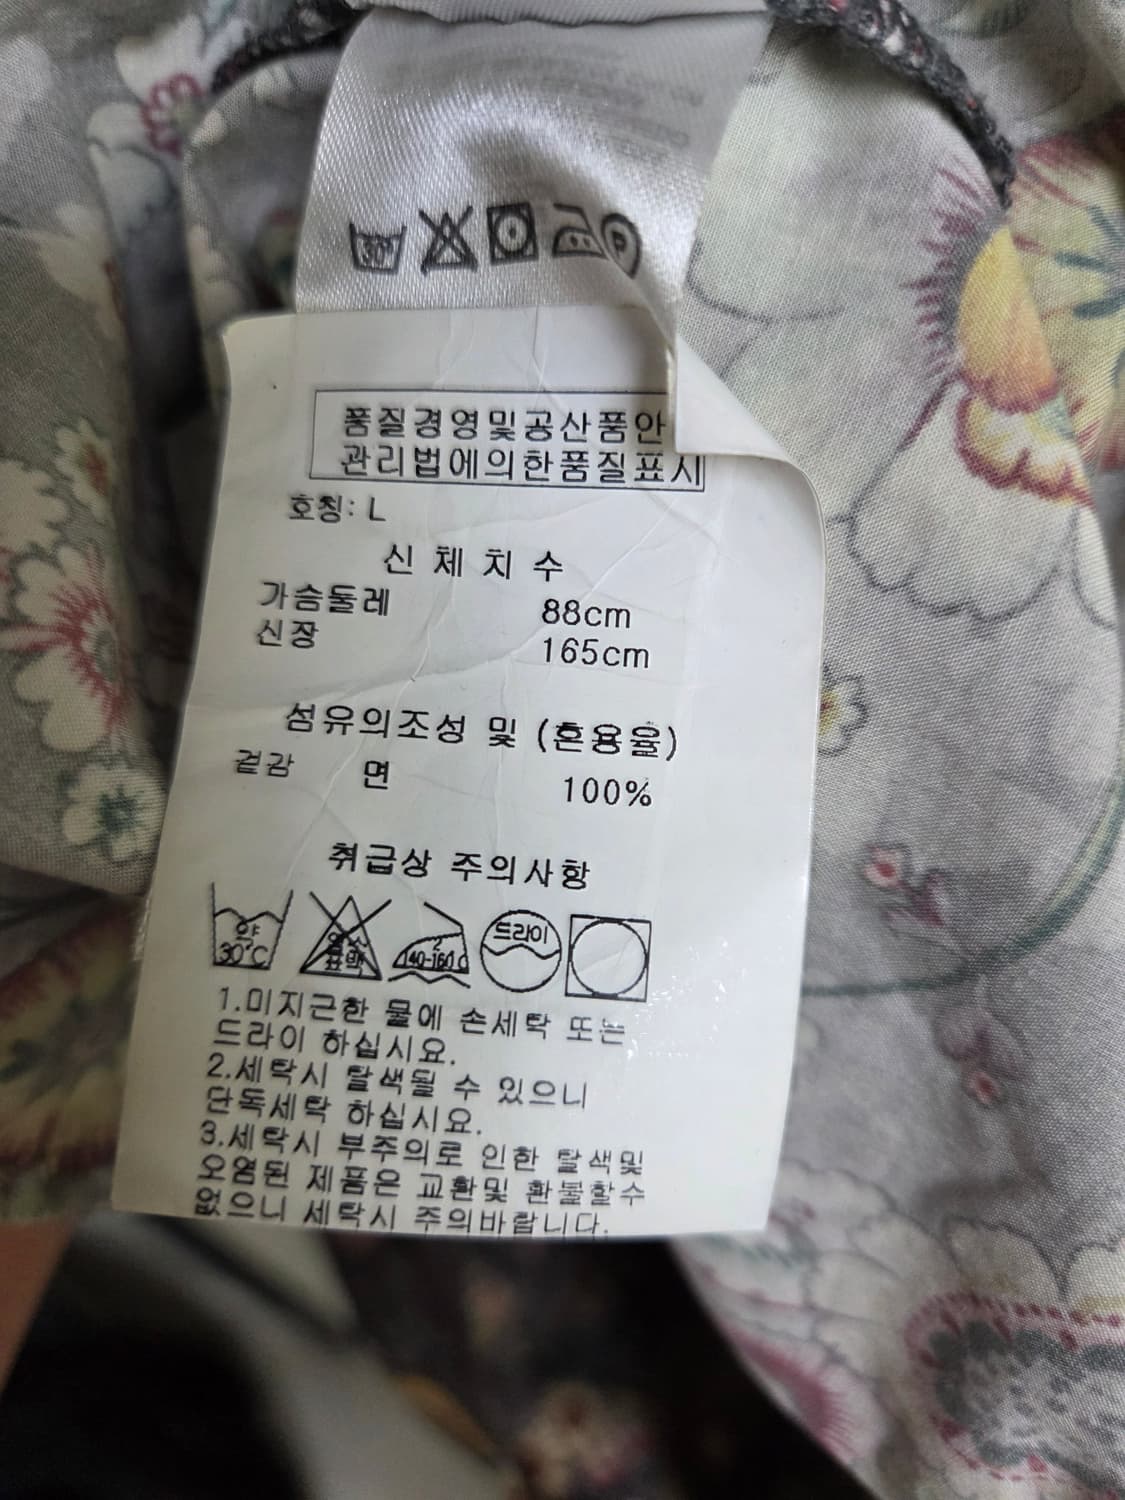 30°
P
품질경영및공산품안
관리법에의한품질표시
호칭: L
신 체 치 수
가슴둘레 88cm
신장 165cm
섬유의조성 및 (혼용율)
겉감 면 100%
취급상 주의사항
약 30°C
염소 표백
140-160
드라이
1.미지근한 물에 손세탁 또는
드라이 하십시요.
2.세탁시 탈색될 수 있으니
단독세탁 하십시요.
3.세탁시 부주의로 인한 탈색및
오염된 제품은 교환및 환불할수
없으니 세탁시 주의바랍니다.